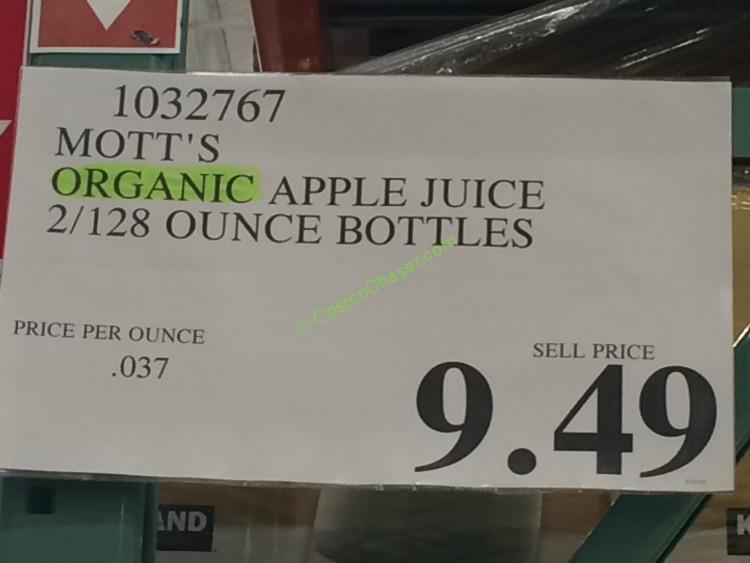 1032767
MOTT'S
ORGANIC APPLE JUICE
2/128 OUNCE BOTTLES
© CostcoChaser.com
PRICE PER OUNCE
.037
SELL PRICE
9.49
AND
K